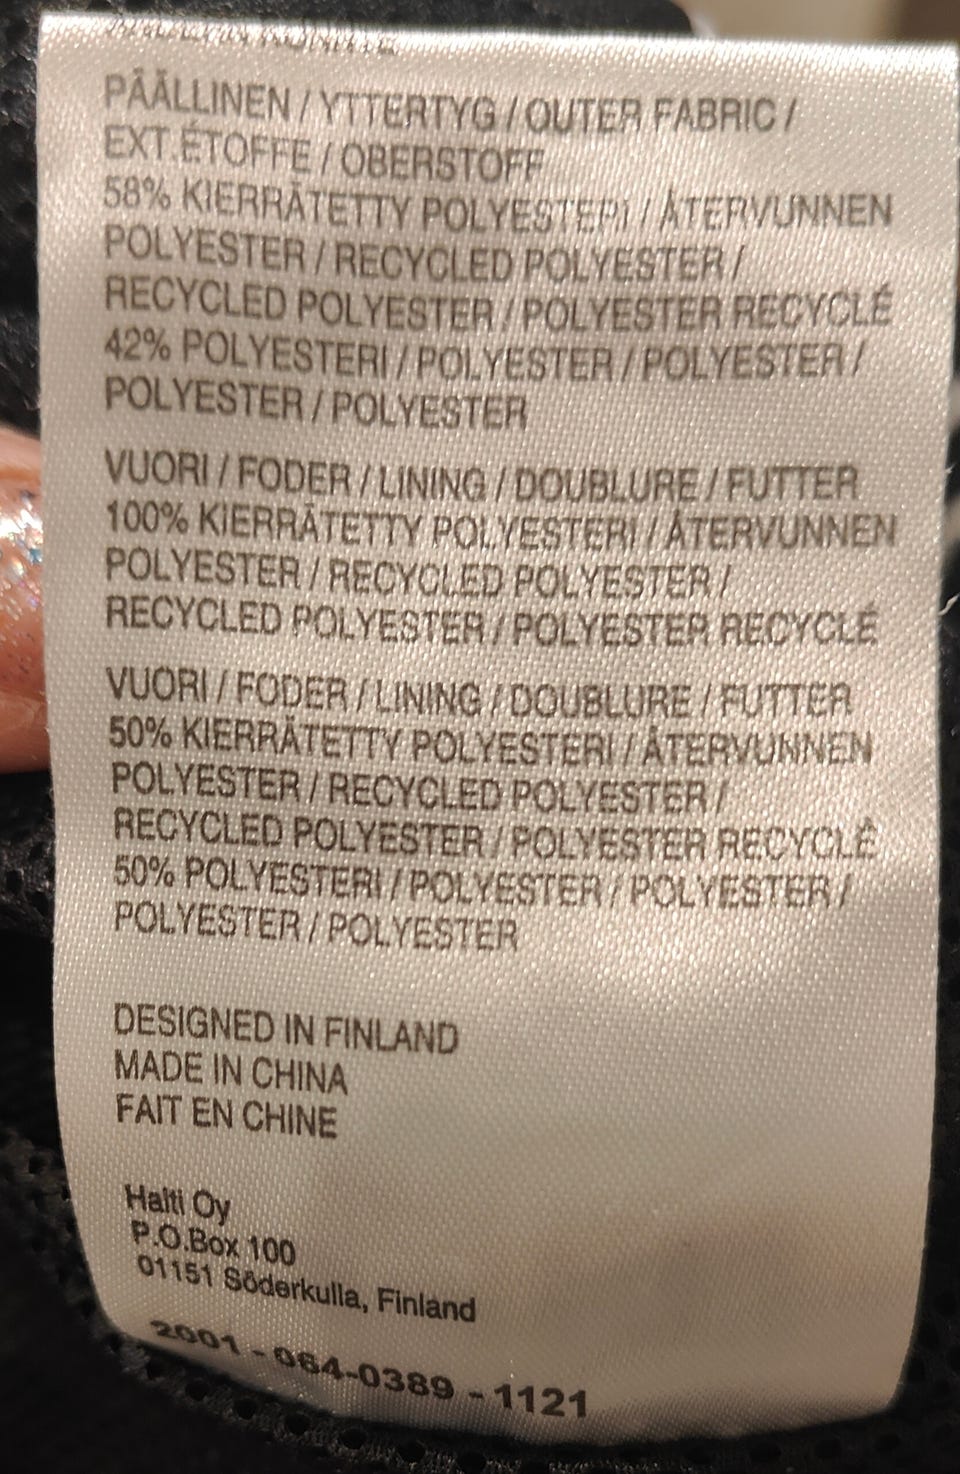 PÄÄLLINEN / YTTERTYG / OUTER FABRIC /
EXT.ÉTOFFE / OBERSTOFF
58% KIERRÄTETTY POLYESTERI / ÅTERVUNNEN
POLYESTER / RECYCLED POLYESTER /
RECYCLED POLYESTER / POLYESTER RECYCLÉ
42% POLYESTERI / POLYESTER / POLYESTER /
POLYESTER / POLYESTER
VUORI / FODER / LINING / DOUBLURE / FUTTER
100% KIERRÄTETTY POLYESTERI / ÅTERVUNNEN
POLYESTER / RECYCLED POLYESTER /
RECYCLED POLYESTER / POLYESTER RECYCLÉ
VUORI / FODER / LINING / DOUBLURE / FUTTER
50% KIERRÄTETTY POLYESTERI / ÅTERVUNNEN
POLYESTER / RECYCLED POLYESTER /
RECYCLED POLYESTER / POLYESTER RECYCLÉ
50% POLYESTERI / POLYESTER / POLYESTER /
POLYESTER / POLYESTER
DESIGNED IN FINLAND
MADE IN CHINA
FAIT EN CHINE
Halti Oy
P.O.Box 100
01151 Söderkulla, Finland
2001 - 064-0389 - 1121